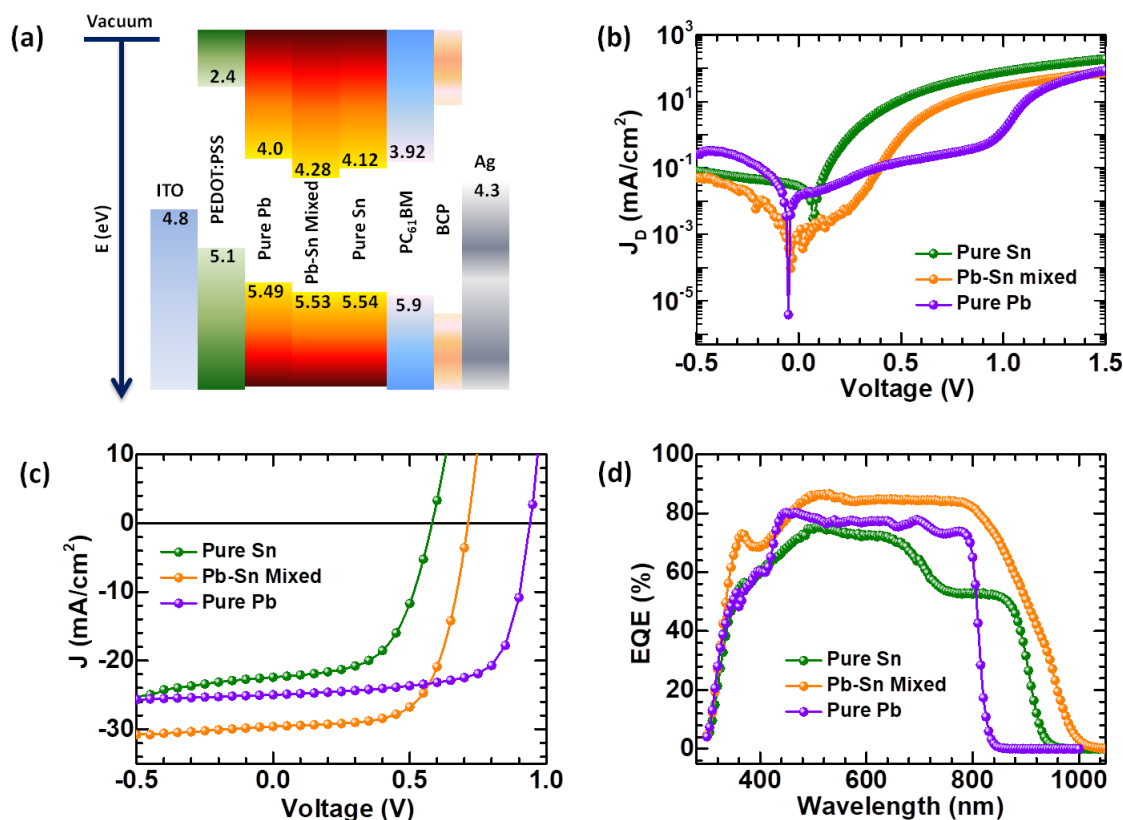 (a)
Vacuum
E (eV)
ITO
4.8
PEDOT:PSS
2.4
5.1
Pure Pb
4.0
5.49
Pb-Sn Mixed
4.28
5.53
Pure Sn
4.12
5.54
PC61BM
3.92
5.9
BCP
Ag
4.3
(b)
J_D (mA/cm²)
10³
10¹
10⁻¹
10⁻³
10⁻⁵
Pure Sn
Pb-Sn mixed
Pure Pb
-0.5 0.0 0.5 1.0 1.5
Voltage (V)
(c)
J (mA/cm²)
10
0
-10
-20
-30
Pure Sn
Pb-Sn Mixed
Pure Pb
-0.5 0.0 0.5 1.0
Voltage (V)
(d)
EQE (%)
100
80
60
40
20
0
Pure Sn
Pb-Sn Mixed
Pure Pb
400 600 800 1000
Wavelength (nm)